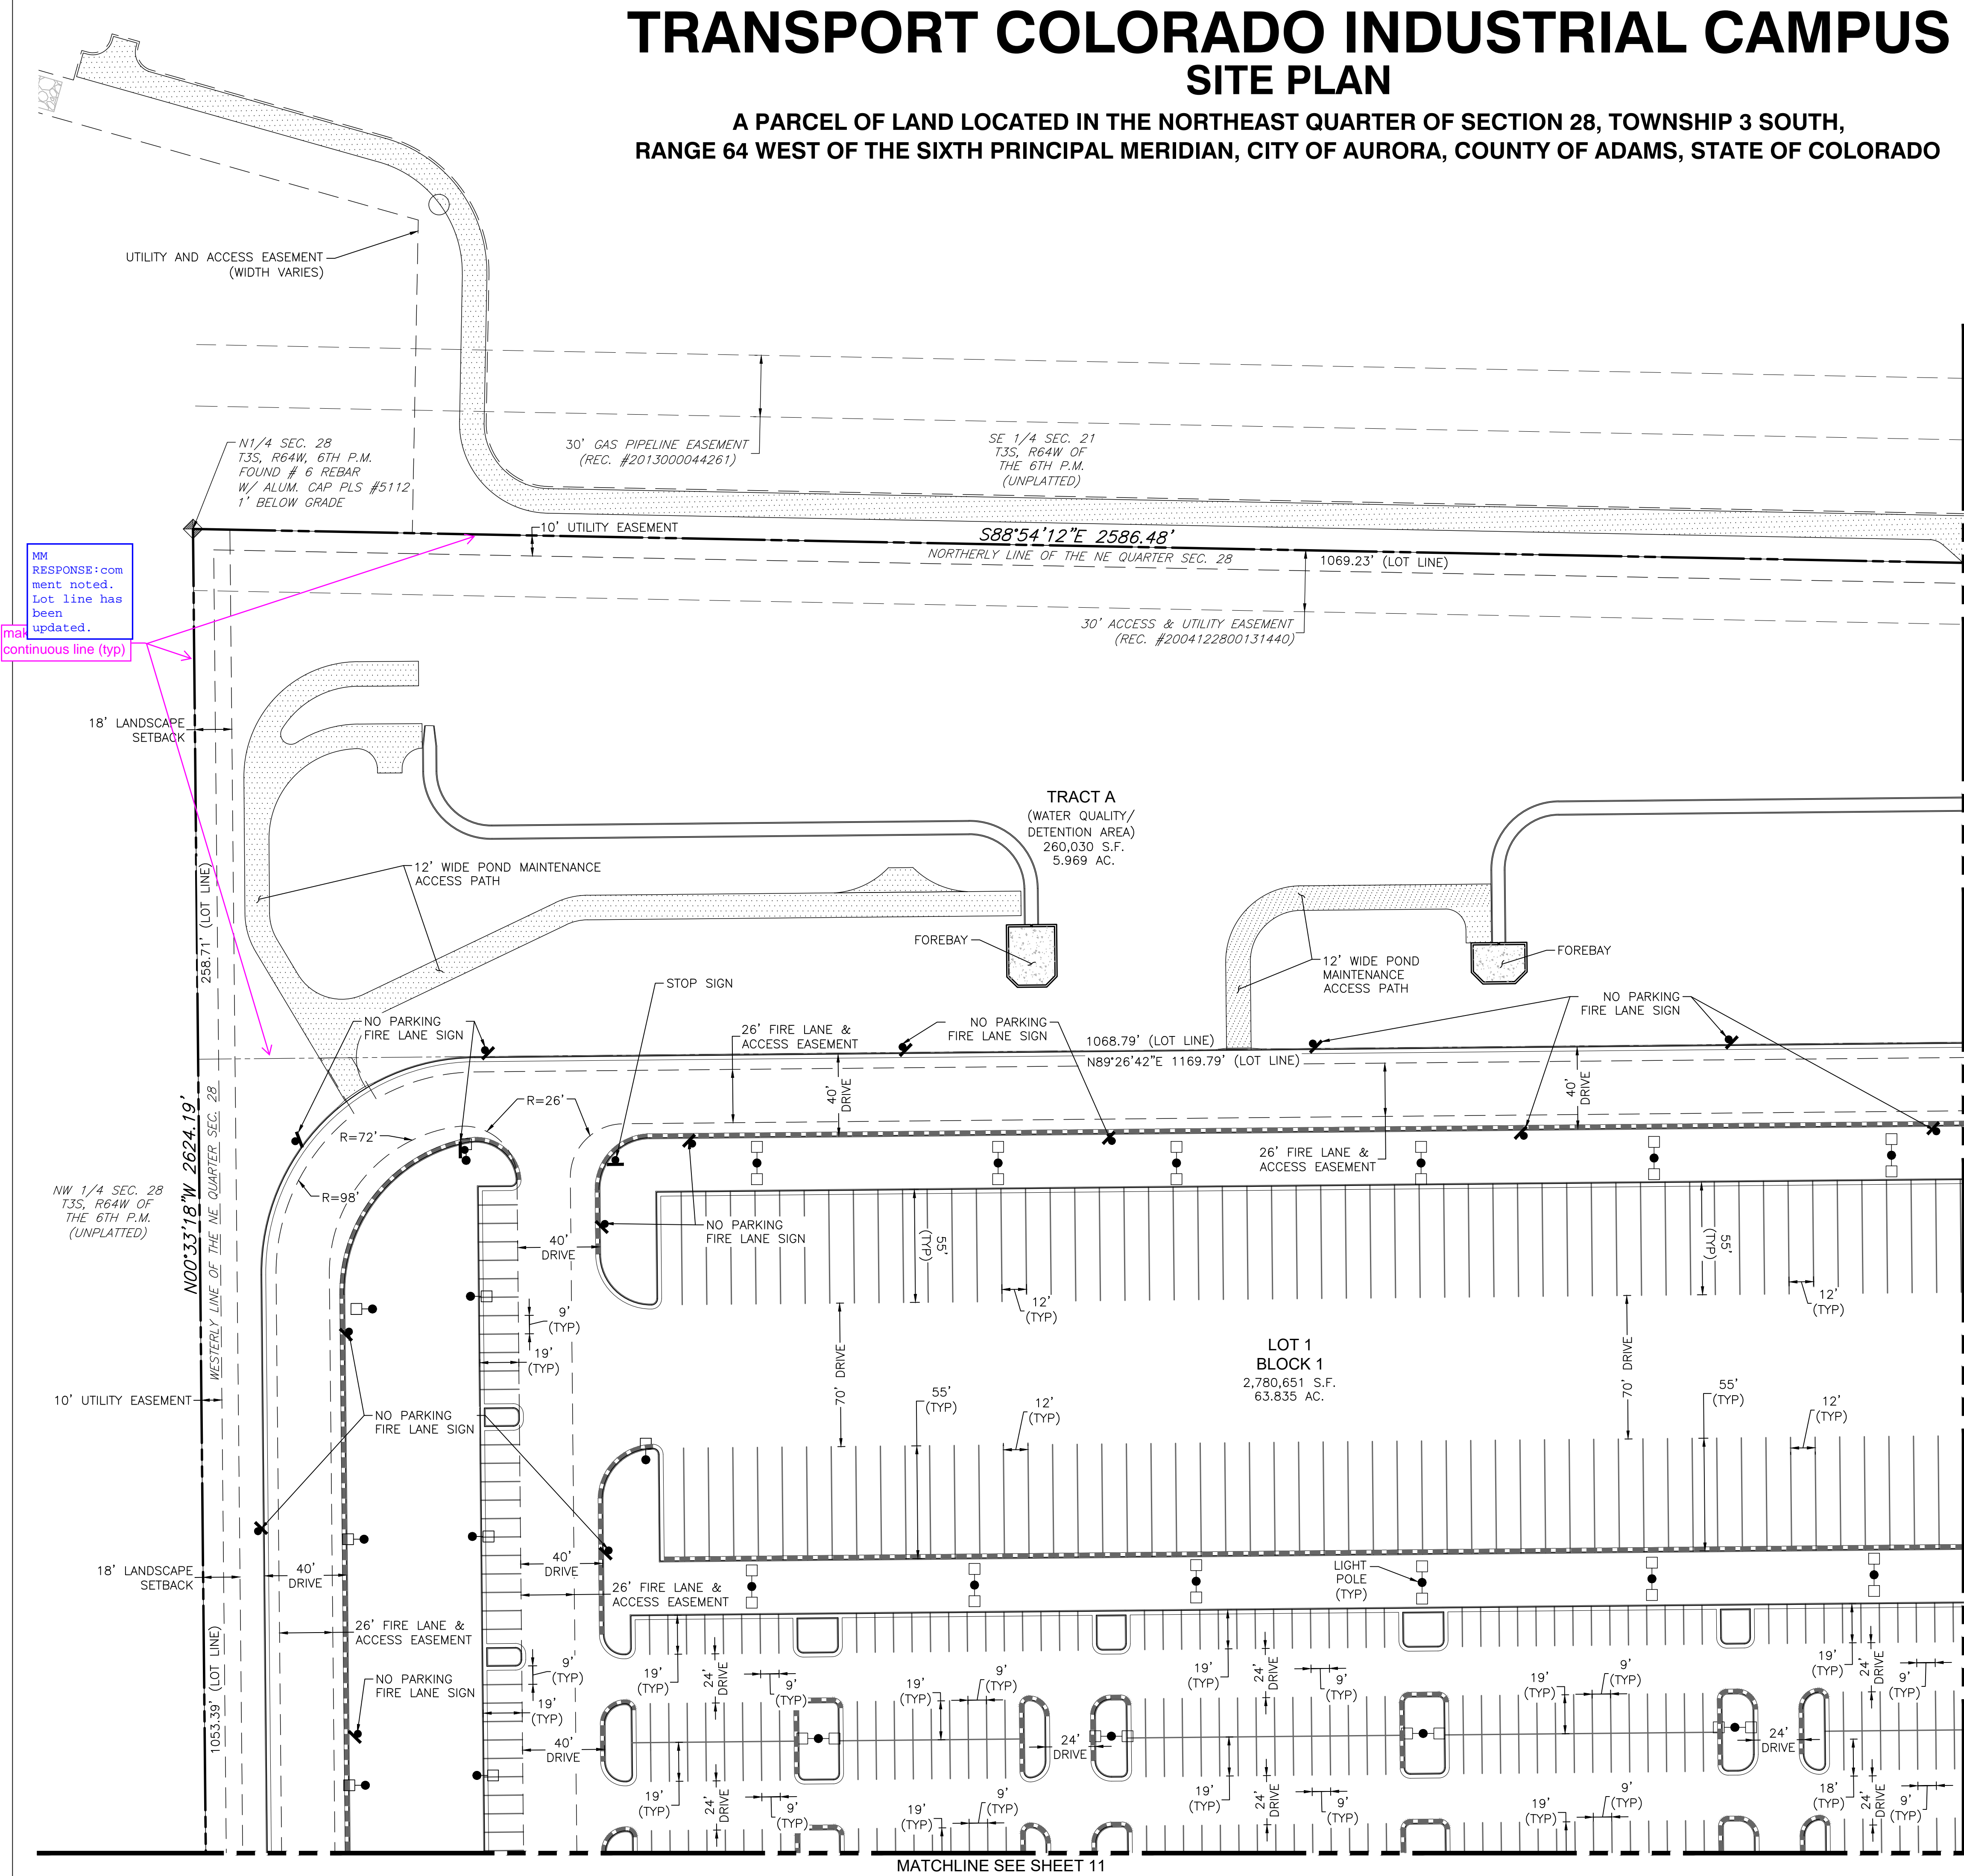 TRANSPORT COLORADO INDUSTRIAL CAMPUS
SITE PLAN
A PARCEL OF LAND LOCATED IN THE NORTHEAST QUARTER OF SECTION 28, TOWNSHIP 3 SOUTH,
RANGE 64 WEST OF THE SIXTH PRINCIPAL MERIDIAN, CITY OF AURORA, COUNTY OF ADAMS, STATE OF COLORADO
UTILITY AND ACCESS EASEMENT
(WIDTH VARIES)
N1/4 SEC. 28
T3S, R64W, 6TH P.M.
FOUND # 6 REBAR
W/ ALUM. CAP PLS #5112
1' BELOW GRADE
30' GAS PIPELINE EASEMENT
(REC. #2013000044261)
SE 1/4 SEC. 21
T3S, R64W OF
THE 6TH P.M.
(UNPLATTED)
10' UTILITY EASEMENT
S88°54'12"E 2586.48'
NORTHERLY LINE OF THE NE QUARTER SEC. 28
1069.23' (LOT LINE)
30' ACCESS & UTILITY EASEMENT
(REC. #2004122800131440)
MM
RESPONSE:com
ment noted.
Lot line has
been
updated.
continuous line (typ)
18' LANDSCAPE
SETBACK
TRACT A
(WATER QUALITY/
DETENTION AREA)
260,030 S.F.
5.969 AC.
12' WIDE POND MAINTENANCE
ACCESS PATH
258.71' (LOT LINE)
FOREBAY
FOREBAY
12' WIDE POND
MAINTENANCE
ACCESS PATH
STOP SIGN
NO PARKING
FIRE LANE SIGN
26' FIRE LANE &
ACCESS EASEMENT
NO PARKING
FIRE LANE SIGN
NO PARKING
FIRE LANE SIGN
1068.79' (LOT LINE)
N89°26'42"E 1169.79' (LOT LINE)
40'
DRIVE
40'
DRIVE
R=26'
R=72'
R=98'
26' FIRE LANE &
ACCESS EASEMENT
N00°33'18"W 2624.19'
WESTERLY LINE OF THE NE QUARTER SEC. 28
NW 1/4 SEC. 28
T3S, R64W OF
THE 6TH P.M.
(UNPLATTED)
NO PARKING
FIRE LANE SIGN
40'
DRIVE
55'
(TYP)
55'
(TYP)
12'
(TYP)
12'
(TYP)
9'
(TYP)
19'
(TYP)
LOT 1
BLOCK 1
2,780,651 S.F.
63.835 AC.
70' DRIVE
70' DRIVE
10' UTILITY EASEMENT
NO PARKING
FIRE LANE SIGN
55'
(TYP)
12'
(TYP)
55'
(TYP)
12'
(TYP)
18' LANDSCAPE
SETBACK
40'
DRIVE
40'
DRIVE
26' FIRE LANE &
ACCESS EASEMENT
LIGHT
POLE
(TYP)
26' FIRE LANE &
ACCESS EASEMENT
1053.39' (LOT LINE)
NO PARKING
FIRE LANE SIGN
9'
(TYP)
19'
(TYP)
40'
DRIVE
19'
(TYP)
24'
DRIVE
9'
(TYP)
19'
(TYP)
9'
(TYP)
19'
(TYP)
24'
DRIVE
9'
(TYP)
19'
(TYP)
9'
(TYP)
19'
(TYP)
24'
DRIVE
9'
(TYP)
24'
DRIVE
24'
DRIVE
19'
(TYP)
24'
DRIVE
9'
(TYP)
19'
(TYP)
9'
(TYP)
19'
(TYP)
24'
DRIVE
9'
(TYP)
19'
(TYP)
9'
(TYP)
18'
(TYP)
24'
DRIVE
9'
(TYP)
MATCHLINE SEE SHEET 11